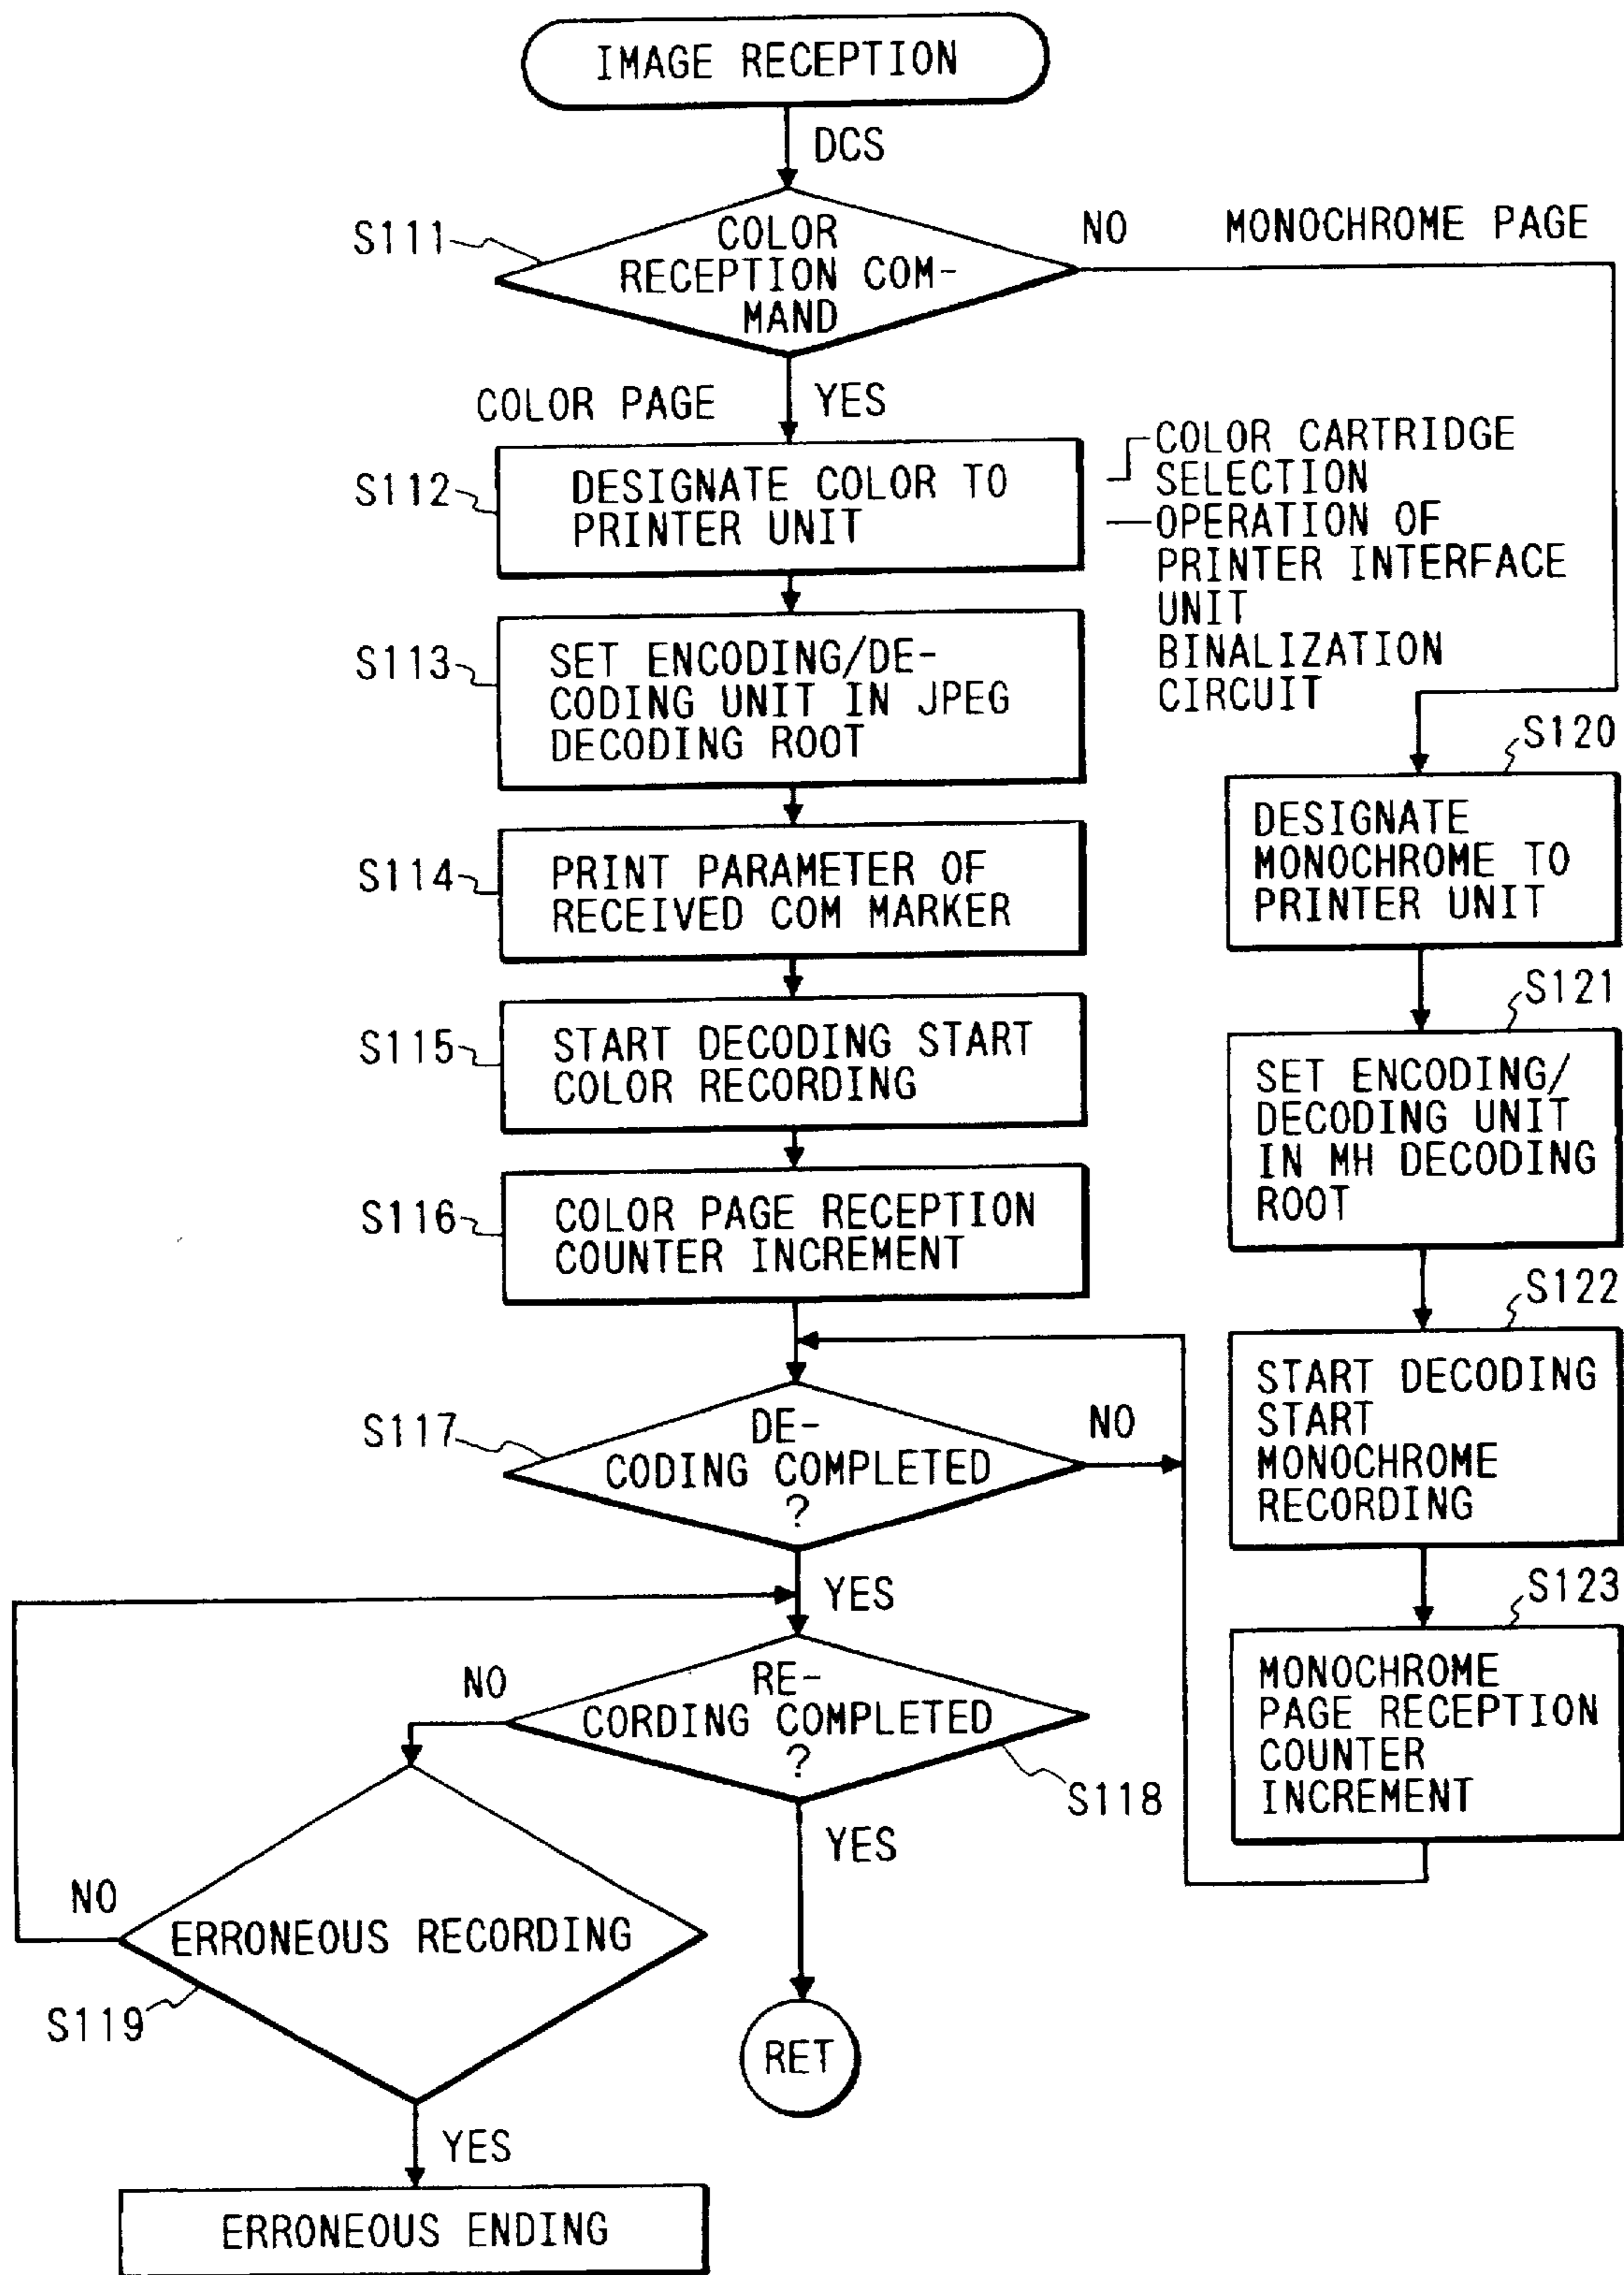 IMAGE RECEPTION
DCS
S111
COLOR
RECEPTION COM-
MAND
NO
MONOCHROME PAGE
COLOR PAGE
YES
S112
DESIGNATE COLOR TO
PRINTER UNIT
COLOR CARTRIDGE
SELECTION
OPERATION OF
PRINTER INTERFACE
UNIT
BINALIZATION
CIRCUIT
S113
SET ENCODING/DE-
CODING UNIT IN JPEG
DECODING ROOT
S114
PRINT PARAMETER OF
RECEIVED COM MARKER
S115
START DECODING START
COLOR RECORDING
S116
COLOR PAGE RECEPTION
COUNTER INCREMENT
S117
DE-
CODING COMPLETED
?
NO
YES
RE-
CORDING COMPLETED
?
NO
S118
YES
RET
NO
ERRONEOUS RECORDING
S119
YES
ERRONEOUS ENDING
S120
DESIGNATE
MONOCHROME TO
PRINTER UNIT
S121
SET ENCODING/
DECODING UNIT
IN MH DECODING
ROOT
S122
START DECODING
START
MONOCHROME
RECORDING
S123
MONOCHROME
PAGE RECEPTION
COUNTER
INCREMENT